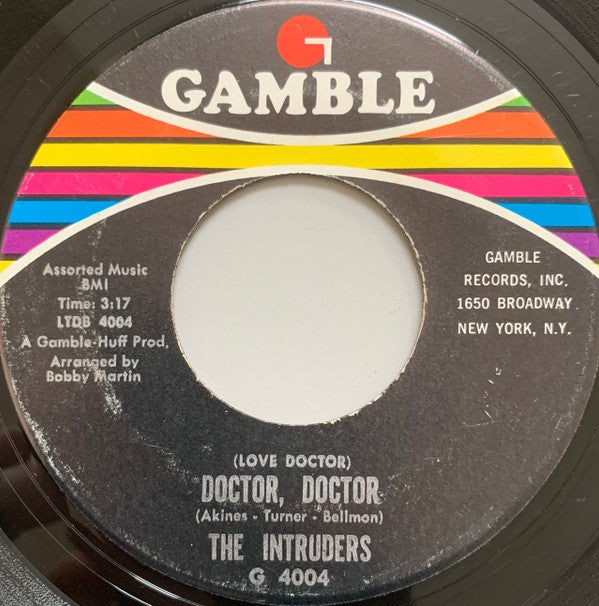 GAMBLE
Assorted Music
BMI
Time: 3:17
LTDB 4004
A Gamble-Huff Prod.
Arranged by
Bobby Martin
GAMBLE
RECORDS, INC.
1650 BROADWAY
NEW YORK, N.Y.
(LOVE DOCTOR)
DOCTOR, DOCTOR
(Akines - Turner - Bellmon)
THE INTRUDERS
G 4004